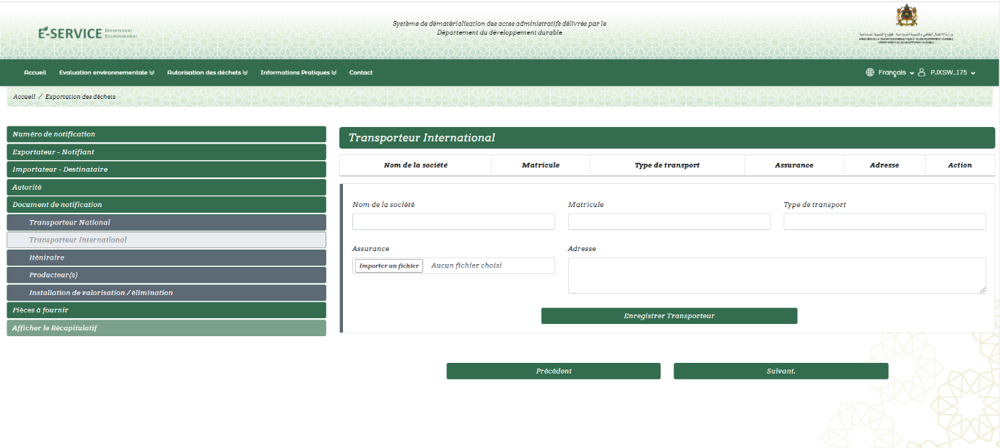 E-SERVICE DEPARTEMENT ENVIRONNEMENT
Système de dématérialisation des actes administratifs délivrée par le
Département du développement durable
Accueil Evaluation environnementale Autorisation des déchets Informations Pratiques Contact
Français PJXSW_175
Accueil / Exportation des déchets
Numéro de notification
Exportateur - Notifiant
Importateur - Destinataire
Autorité
Document de notification
Transporteur National
Transporteur International
Iténiraire
Producteur(s)
Installation de valorisation / élimination
Pièces à fournir
Afficher le Récapitulatif
Transporteur International
Nom de la société Matricule Type de transport Assurance Adresse Action
Nom de la société Matricule Type de transport
Assurance Adresse
Importer un fichier Aucun fichier choisi
Enregistrer Transporteur
Précédent Suivant.